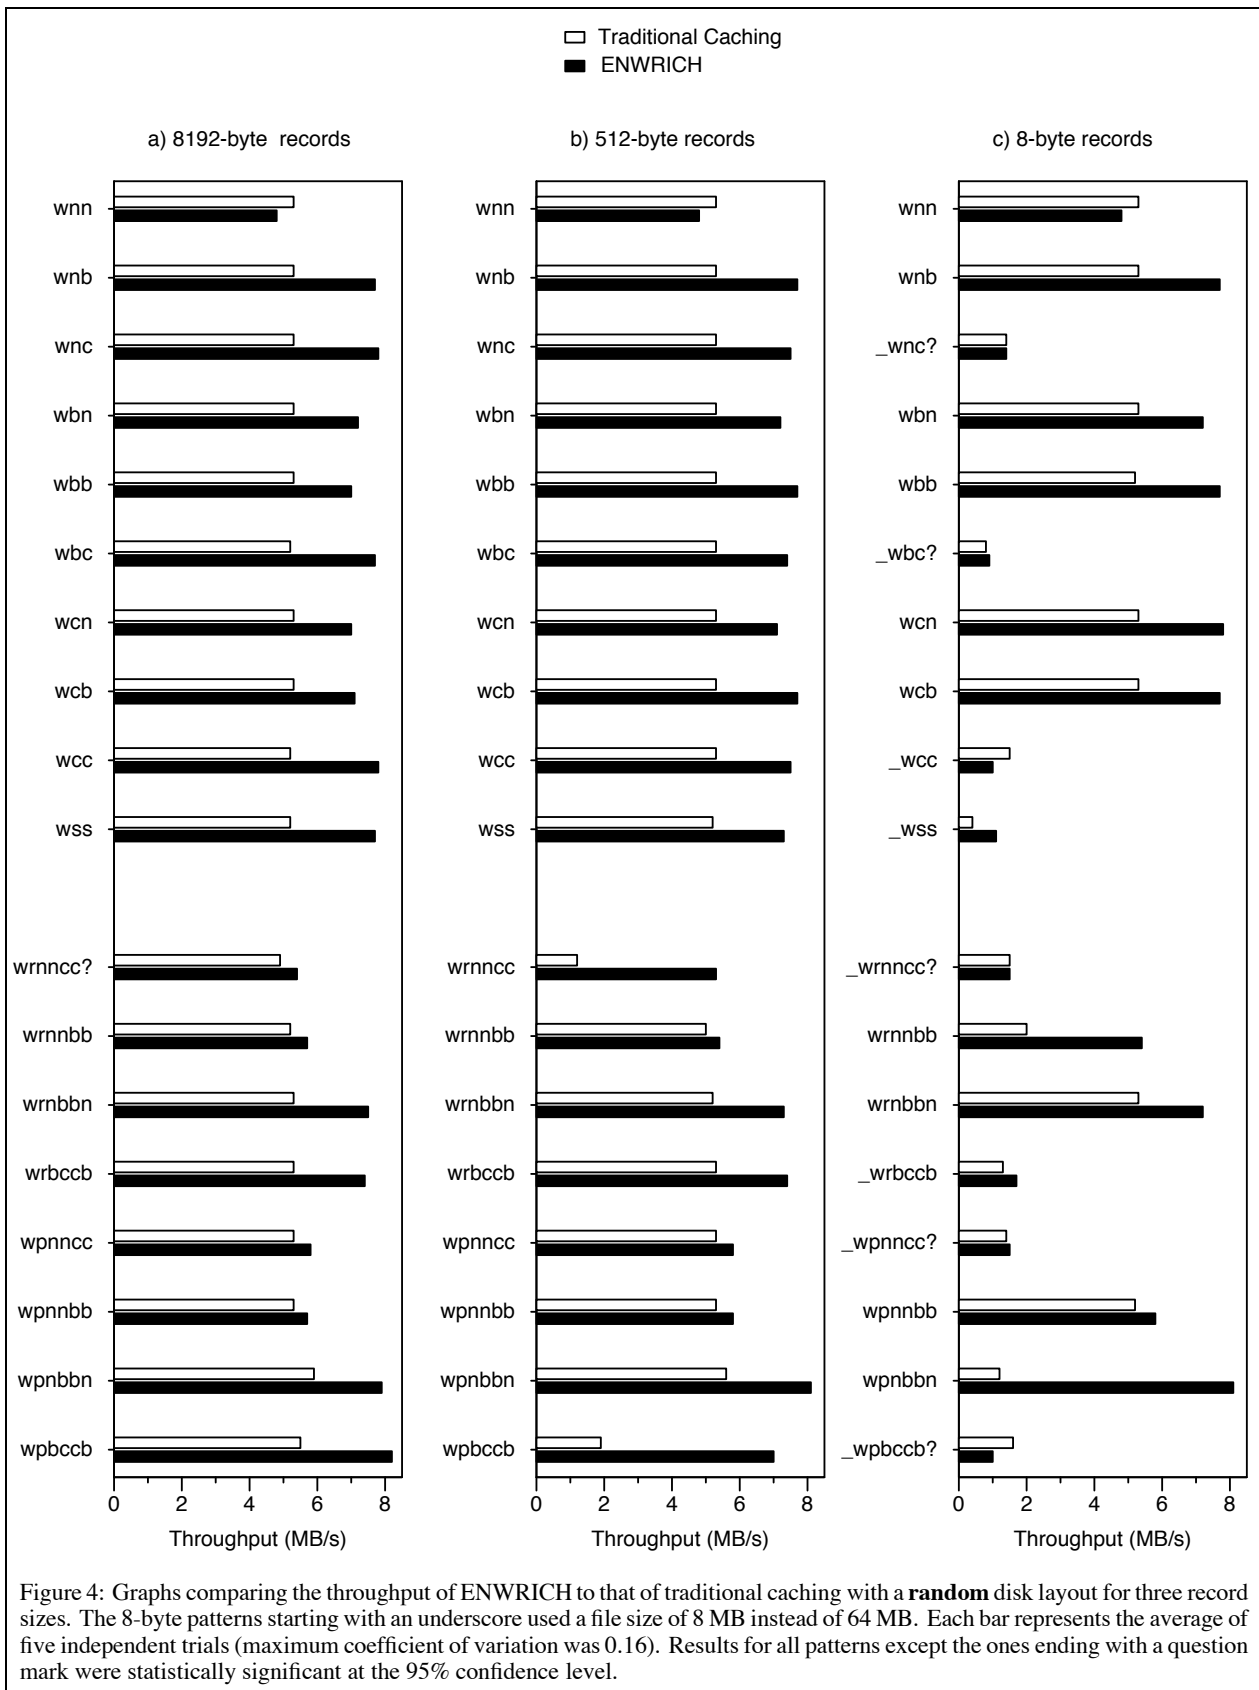 Traditional Caching
ENWRICH
a) 8192-byte records
wnn
wnb
wnc
wbn
wbb
wbc
wcn
wcb
wcc
wss
wrnncc?
wrnnbb
wrnbbn
wrbccb
wpnncc
wpnnbb
wpnbbn
wpbccb
0 2 4 6 8
Throughput (MB/s)
b) 512-byte records
wnn
wnb
wnc
wbn
wbb
wbc
wcn
wcb
wcc
wss
wrnncc
wrnnbb
wrnbbn
wrbccb
wpnncc
wpnnbb
wpnbbn
wpbccb
0 2 4 6 8
Throughput (MB/s)
c) 8-byte records
wnn
wnb
_wnc?
wbn
wbb
_wbc?
wcn
wcb
_wcc
_wss
_wrnncc?
wrnnbb
wrnbbn
_wrbccb
_wpnncc?
wpnnbb
wpnbbn
_wpbccb?
0 2 4 6 8
Throughput (MB/s)
Figure 4: Graphs comparing the throughput of ENWRICH to that of traditional caching with a random disk layout for three record
sizes. The 8-byte patterns starting with an underscore used a file size of 8 MB instead of 64 MB. Each bar represents the average of
five independent trials (maximum coefficient of variation was 0.16). Results for all patterns except the ones ending with a question
mark were statistically significant at the 95% confidence level.